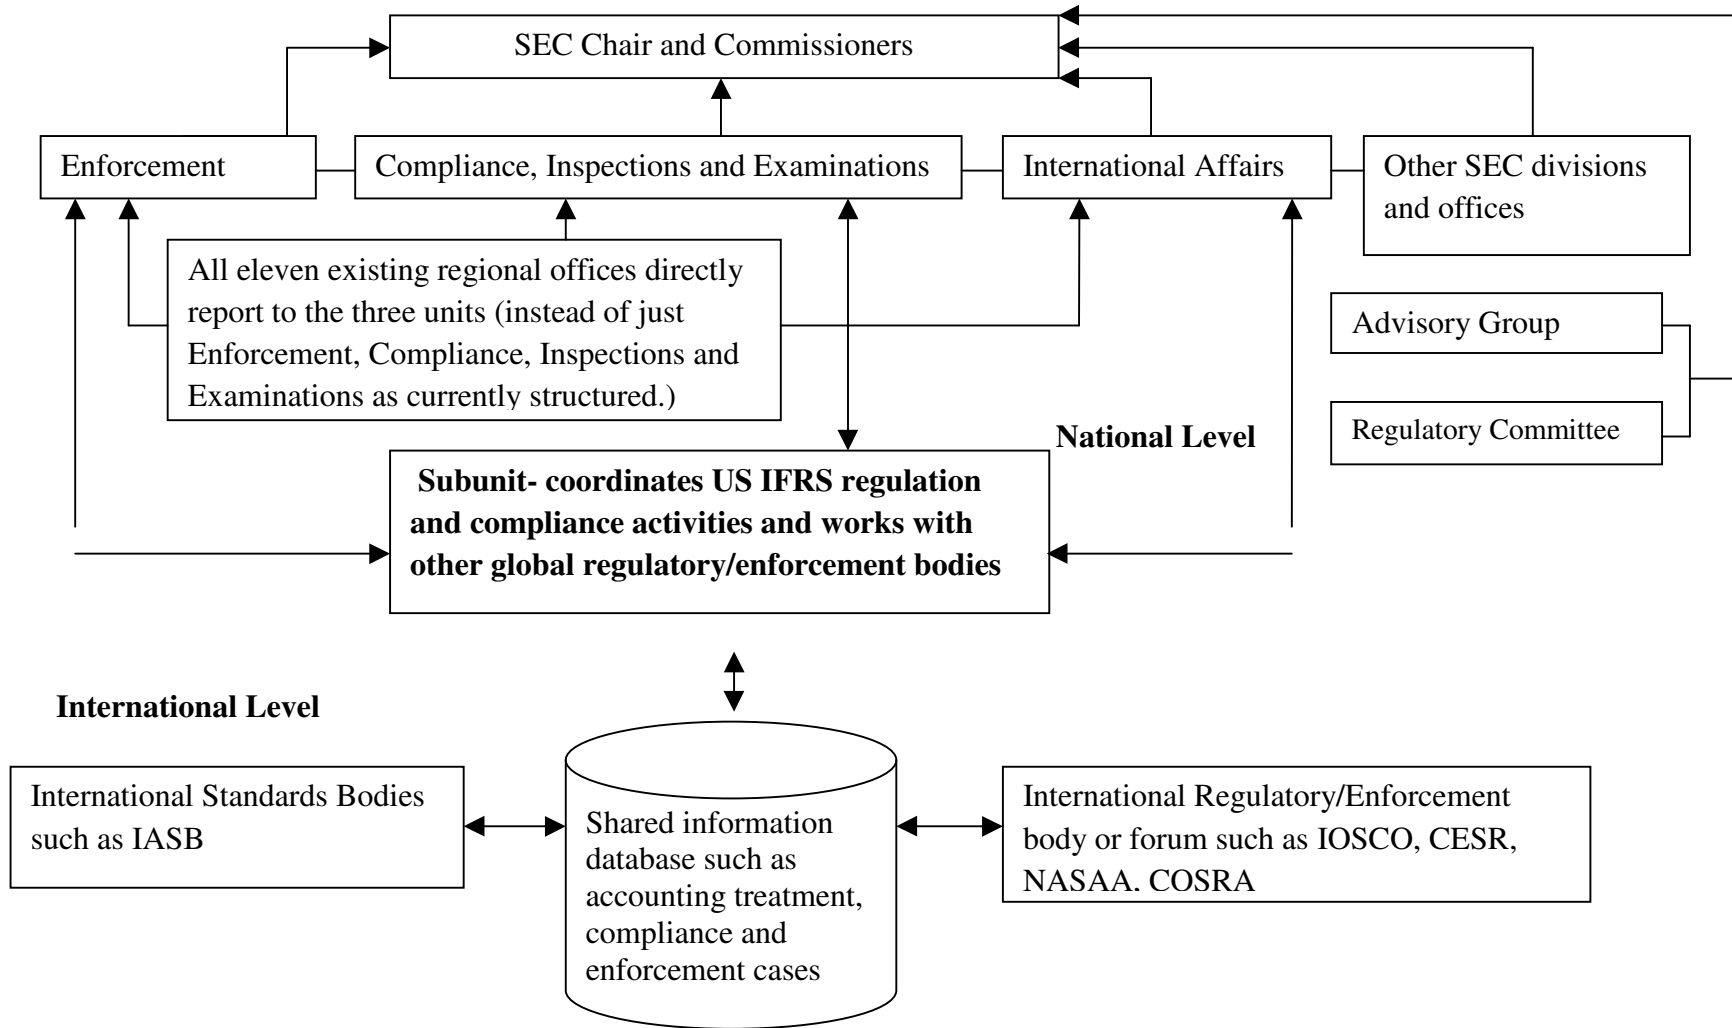 SEC Chair and Commissioners
Enforcement
Compliance, Inspections and Examinations
International Affairs
Other SEC divisions
and offices
All eleven existing regional offices directly
report to the three units (instead of just
Enforcement, Compliance, Inspections and
Examinations as currently structured.)
Advisory Group
Regulatory Committee
National Level
Subunit- coordinates US IFRS regulation
and compliance activities and works with
other global regulatory/enforcement bodies
International Level
International Standards Bodies
such as IASB
Shared information
database such as
accounting treatment,
compliance and
enforcement cases
International Regulatory/Enforcement
body or forum such as IOSCO, CESR,
NASAA, COSRA